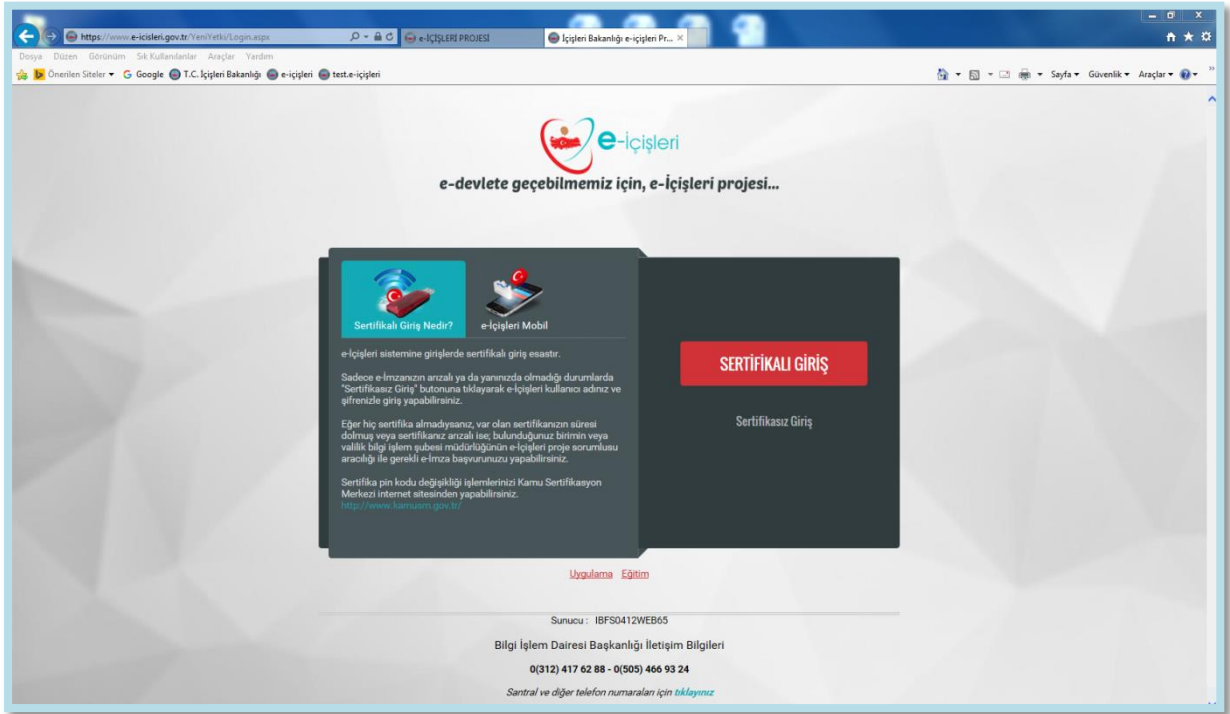 https://www.e-icisleri.gov.tr/YeniYetki/Login.aspx
e-İÇİŞLERİ PROJESİ
İçişleri Bakanlığı e-içişleri Pr...
Dosya Düzen Görünüm Sık Kullanılanlar Araçlar Yardım
Önerilen Siteler Google T.C. İçişleri Bakanlığı e-içişleri test.e-içişleri
Sayfa Güvenlik Araçlar
e-İçişleri
e-devlete geçebilmemiz için, e-İçişleri projesi...
Sertifikalı Giriş Nedir?
e-İçişleri Mobil
e-İçişleri sistemine girişlerde sertifikalı giriş esastır.
Sadece e-İmzanızın arızalı ya da yanınızda olmadığı durumlarda
"Sertifikasız Giriş" butonuna tıklayarak e-İçişleri kullanıcı adınız ve
şifrenizle giriş yapabilirsiniz.
Eğer hiç sertifika almadıysanız, var olan sertifikanızın süresi
dolmuş veya sertifikanız arızalı ise; bulunduğunuz birimin veya
valilik bilgi işlem şubesi müdürlüğünün e-İçişleri proje sorumlusu
aracılığı ile gerekli e-İmza başvurunuzu yapabilirsiniz.
Sertifika pin kodu değişikliği işlemlerinizi Kamu Sertifikasyon
Merkezi internet sitesinden yapabilirsiniz.
http://www.kamusm.gov.tr/
SERTİFİKALI GİRİŞ
Sertifikasız Giriş
Uygulama Eğitim
Sunucu : IBFS0412WEB65
Bilgi İşlem Dairesi Başkanlığı İletişim Bilgileri
0(312) 417 62 88 - 0(505) 466 93 24
Santral ve diğer telefon numaraları için tıklayınız